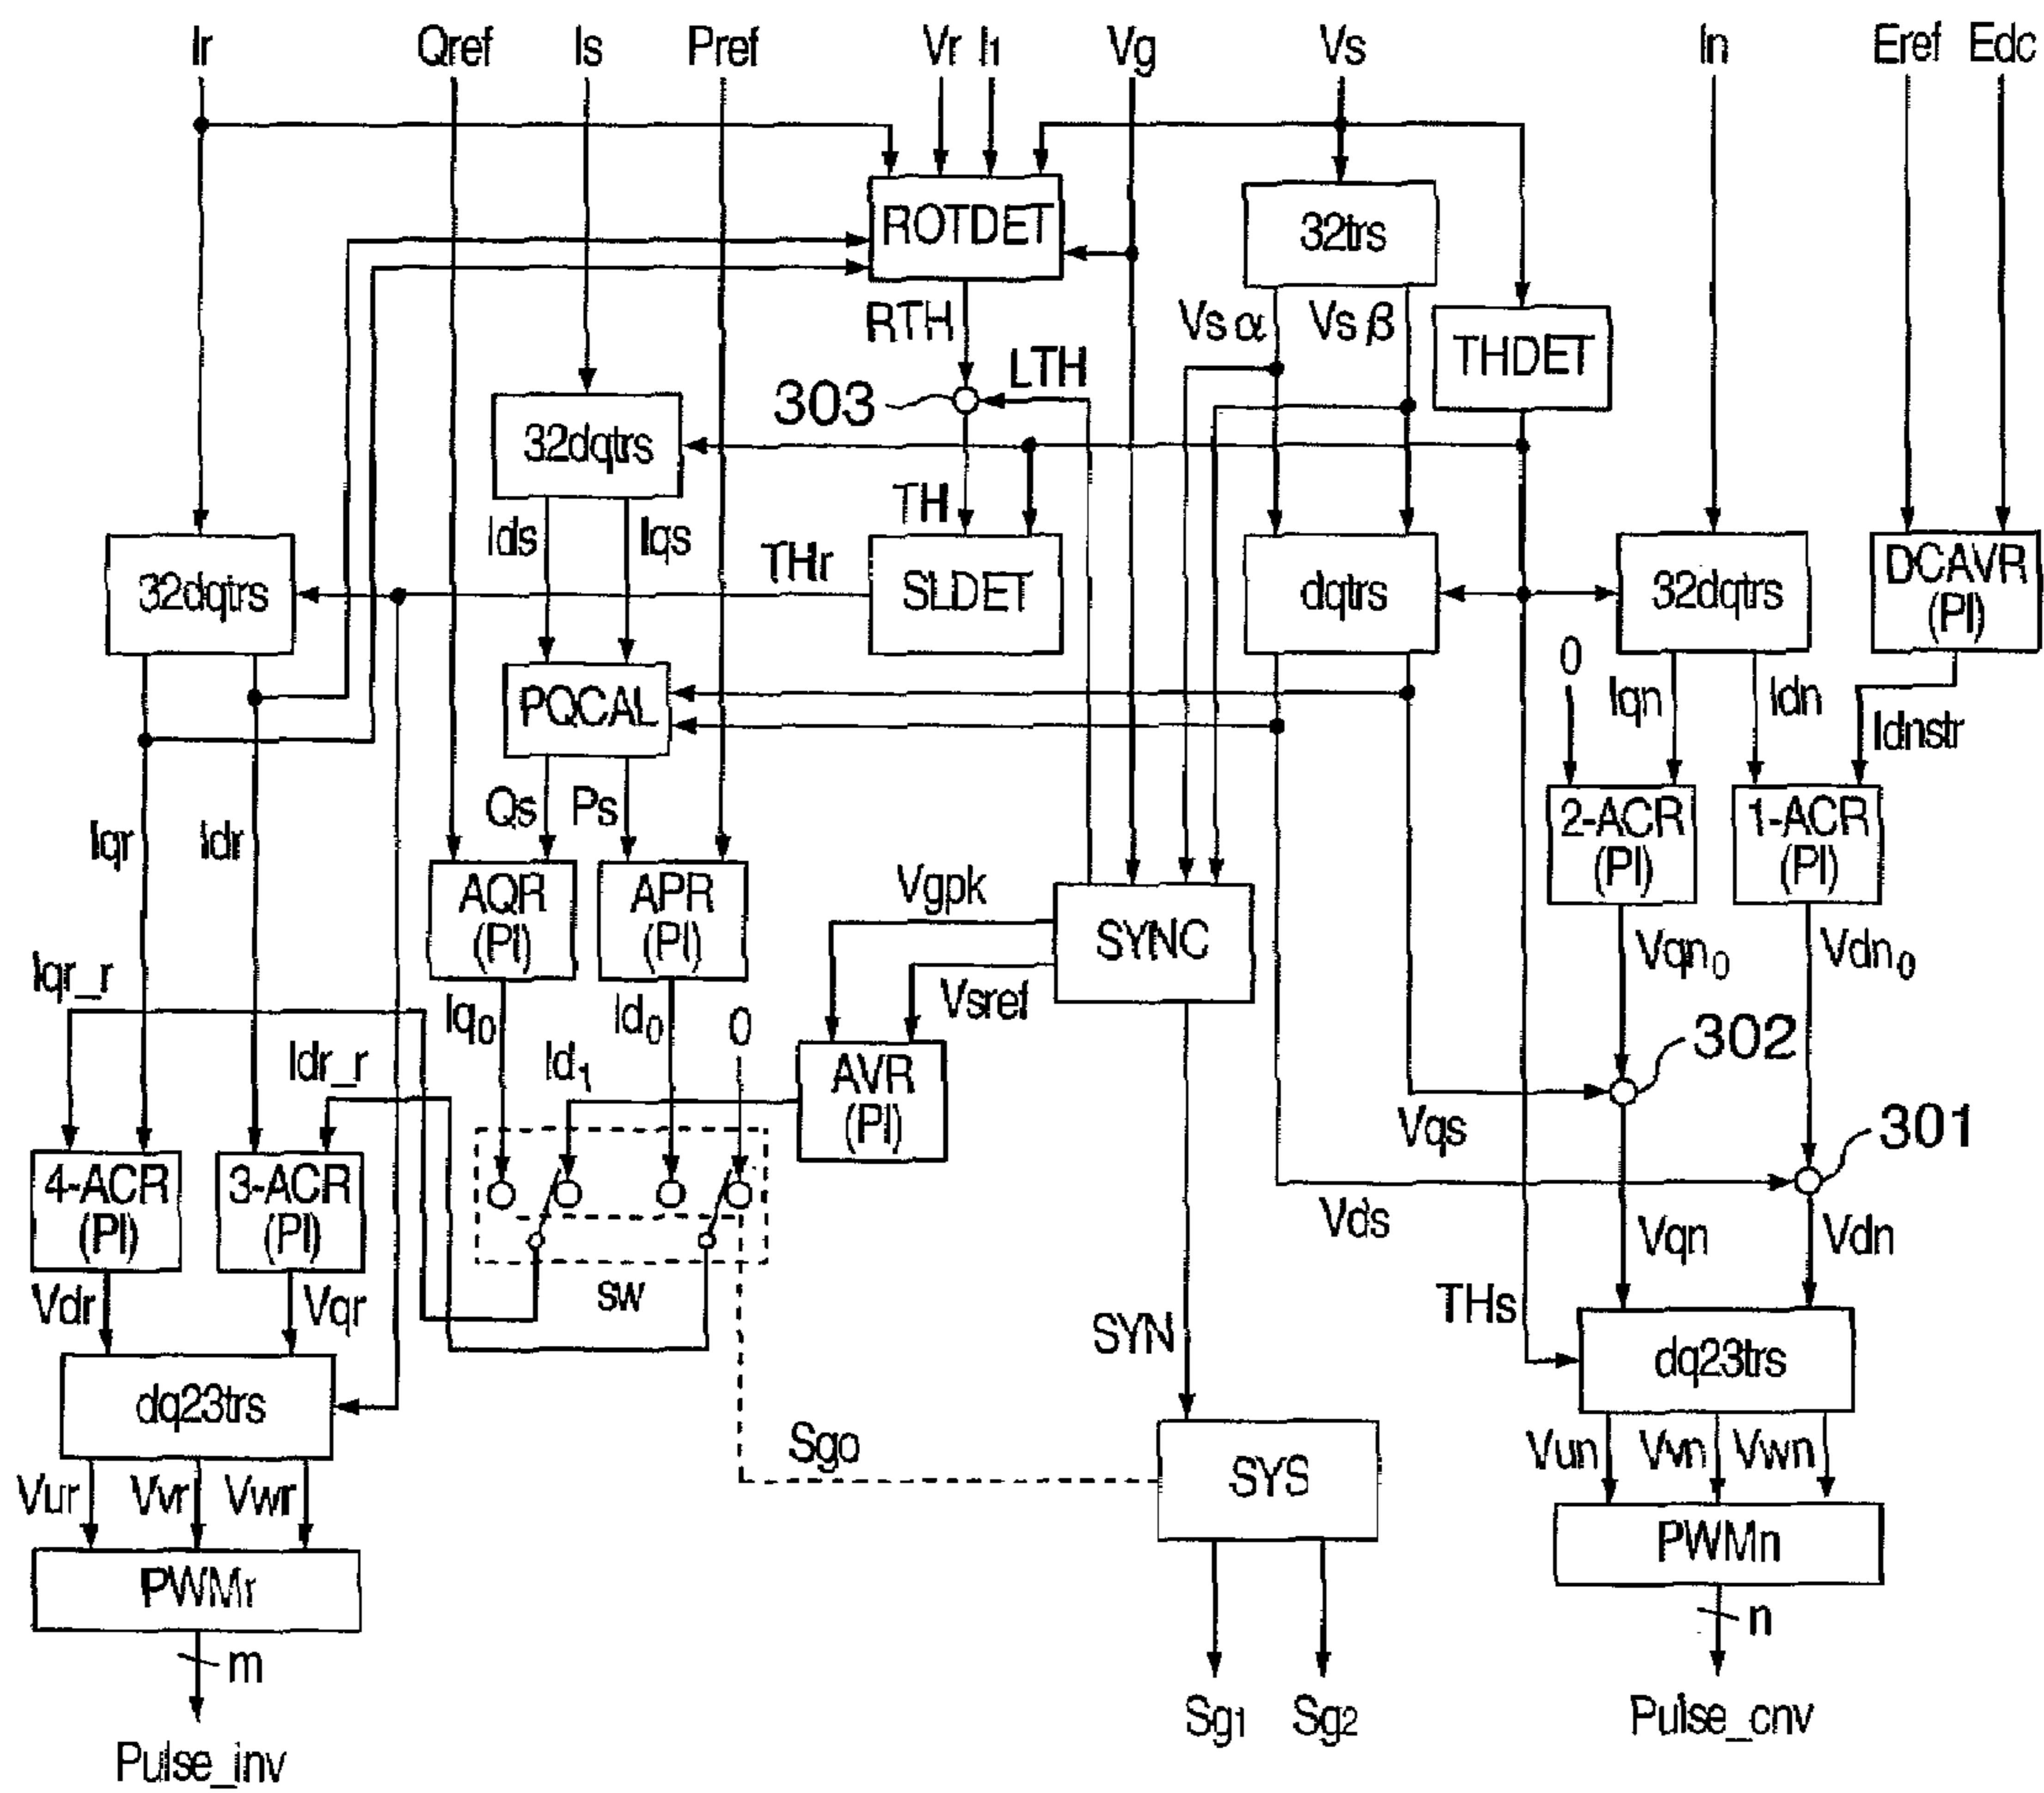 Ir Qref Is Pref Vr I1 Vg Vs In Eref Edc
ROTDET
32trs
RTH
Vsα Vsβ
THDET
LTH
303
32dqtrs
TH
Ids Iqs
THr
32dqtrs
SLDET
dqtrs
32dqtrs
DCAVR
(PI)
0
Iqn Idn
Idnstr
PQCAL
Qs Ps
Iqr Idr
2-ACR
(PI)
1-ACR
(PI)
AQR
(PI)
APR
(PI)
Vgpk
SYNC
Vsref
Vqn0 Vdn0
Iqr_r
Iq0 Id0 0
Idr_r
Id1
AVR
(PI)
302
Vqs
301
4-ACR
(PI)
3-ACR
(PI)
Vds
Vqn Vdn
sw
Vdr Vqr
THs
SYN
dq23trs
dq23trs
Sgo
SYS
Vur Vvr Vwr
Vun Vvn Vwn
PWMr
PWMn
m
n
Sg1 Sg2
Pulse_inv
Pulse_cnv